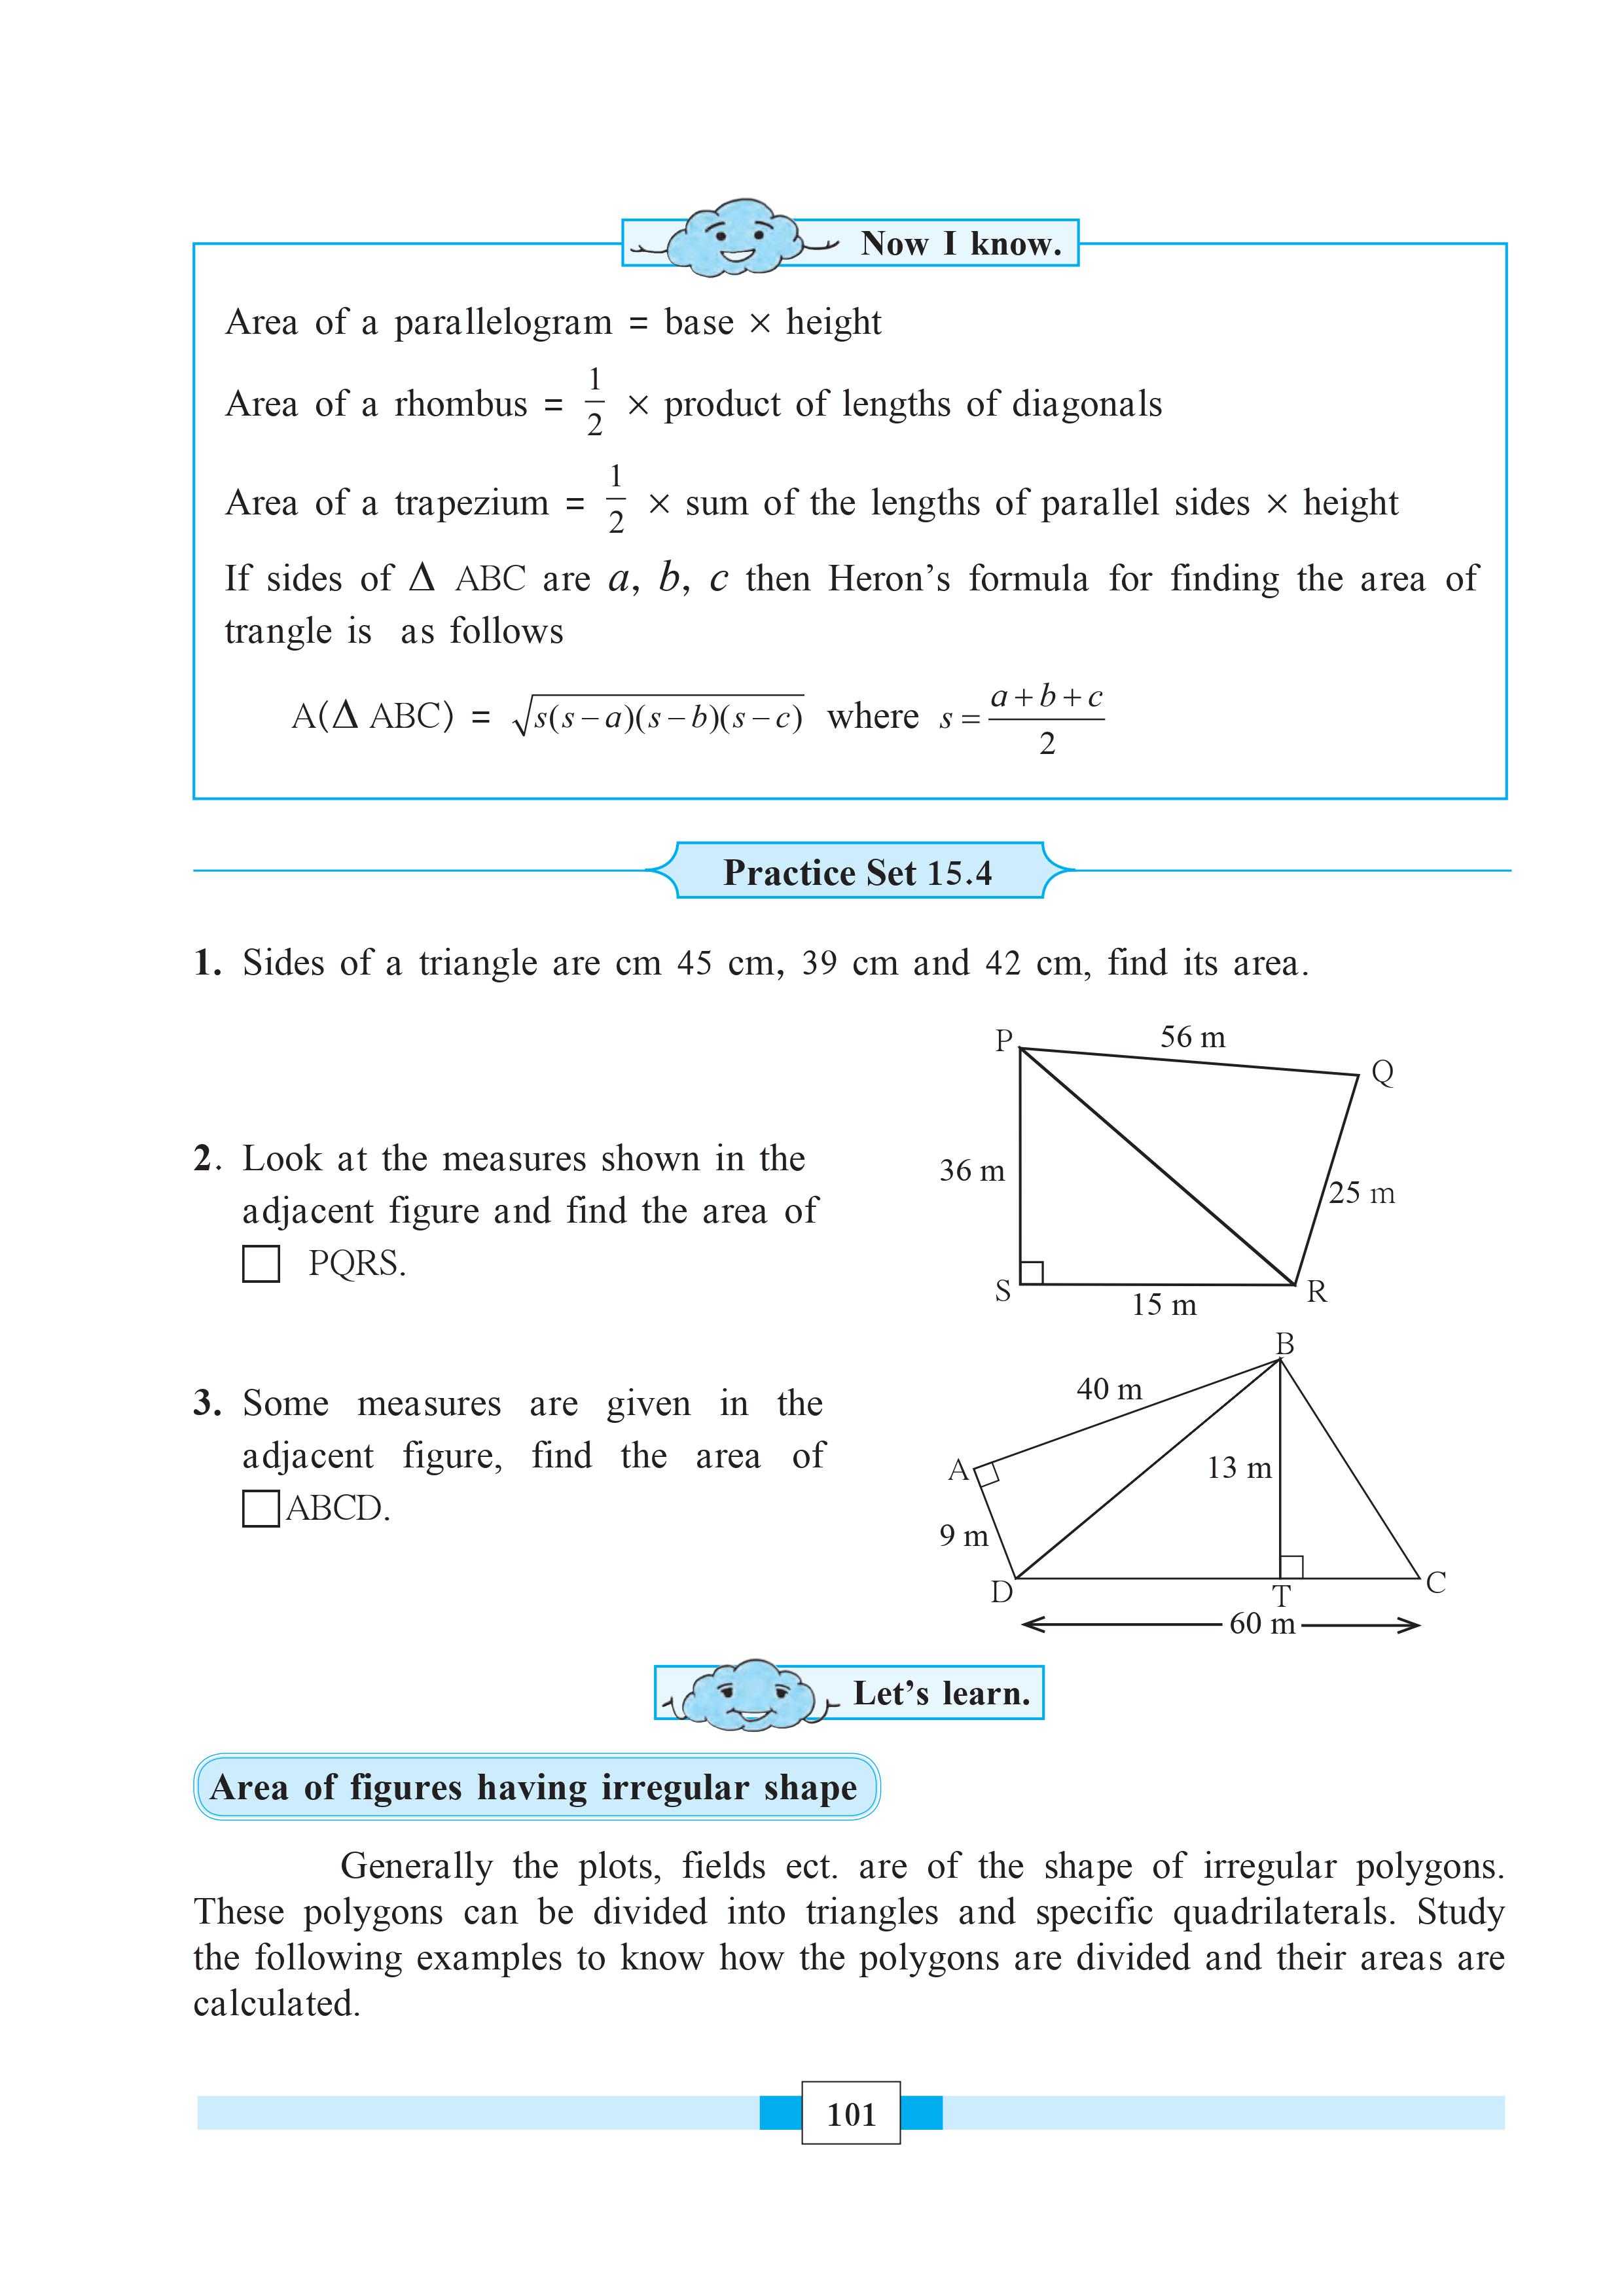 Now I know.
Area of a parallelogram = base × height
Area of a rhombus = 1/2 × product of lengths of diagonals
Area of a trapezium = 1/2 × sum of the lengths of parallel sides × height
If sides of Δ ABC are a, b, c then Heron's formula for finding the area of
trangle is as follows
A(Δ ABC) = √(s(s−a)(s−b)(s−c)) where s = (a+b+c)/2
Practice Set 15.4
1. Sides of a triangle are cm 45 cm, 39 cm and 42 cm, find its area.
2. Look at the measures shown in the
adjacent figure and find the area of
□ PQRS.
P
56 m
Q
36 m
25 m
S
15 m
R
3. Some measures are given in the
adjacent figure, find the area of
□ABCD.
B
40 m
A
13 m
9 m
D
T
C
60 m
Let's learn.
Area of figures having irregular shape
Generally the plots, fields ect. are of the shape of irregular polygons.
These polygons can be divided into triangles and specific quadrilaterals. Study
the following examples to know how the polygons are divided and their areas are
calculated.
101